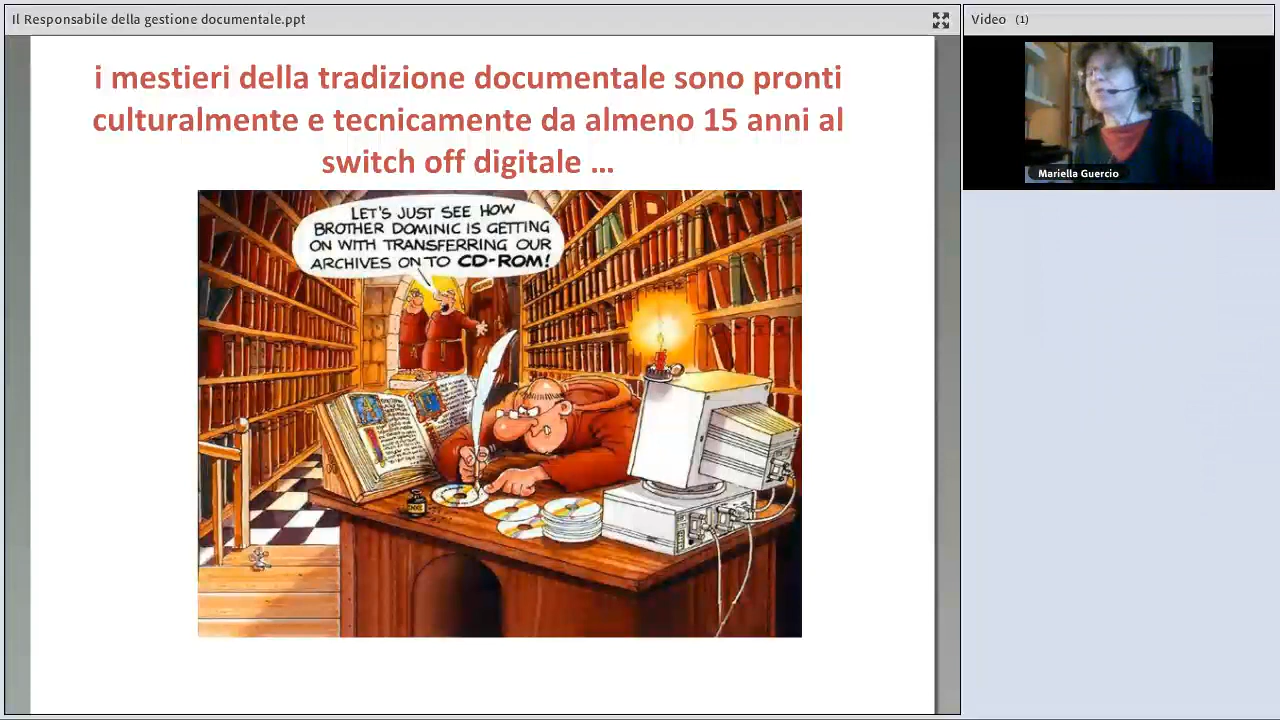 Il Responsabile della gestione documentale.ppt
Video (1)
i mestieri della tradizione documentale sono pronti
culturalmente e tecnicamente da almeno 15 anni al
switch off digitale ...
LET'S JUST SEE HOW
BROTHER DOMINIC IS GETTING
ON WITH TRANSFERRING OUR
ARCHIVES ON TO CD-ROM!
Mariella Guercio